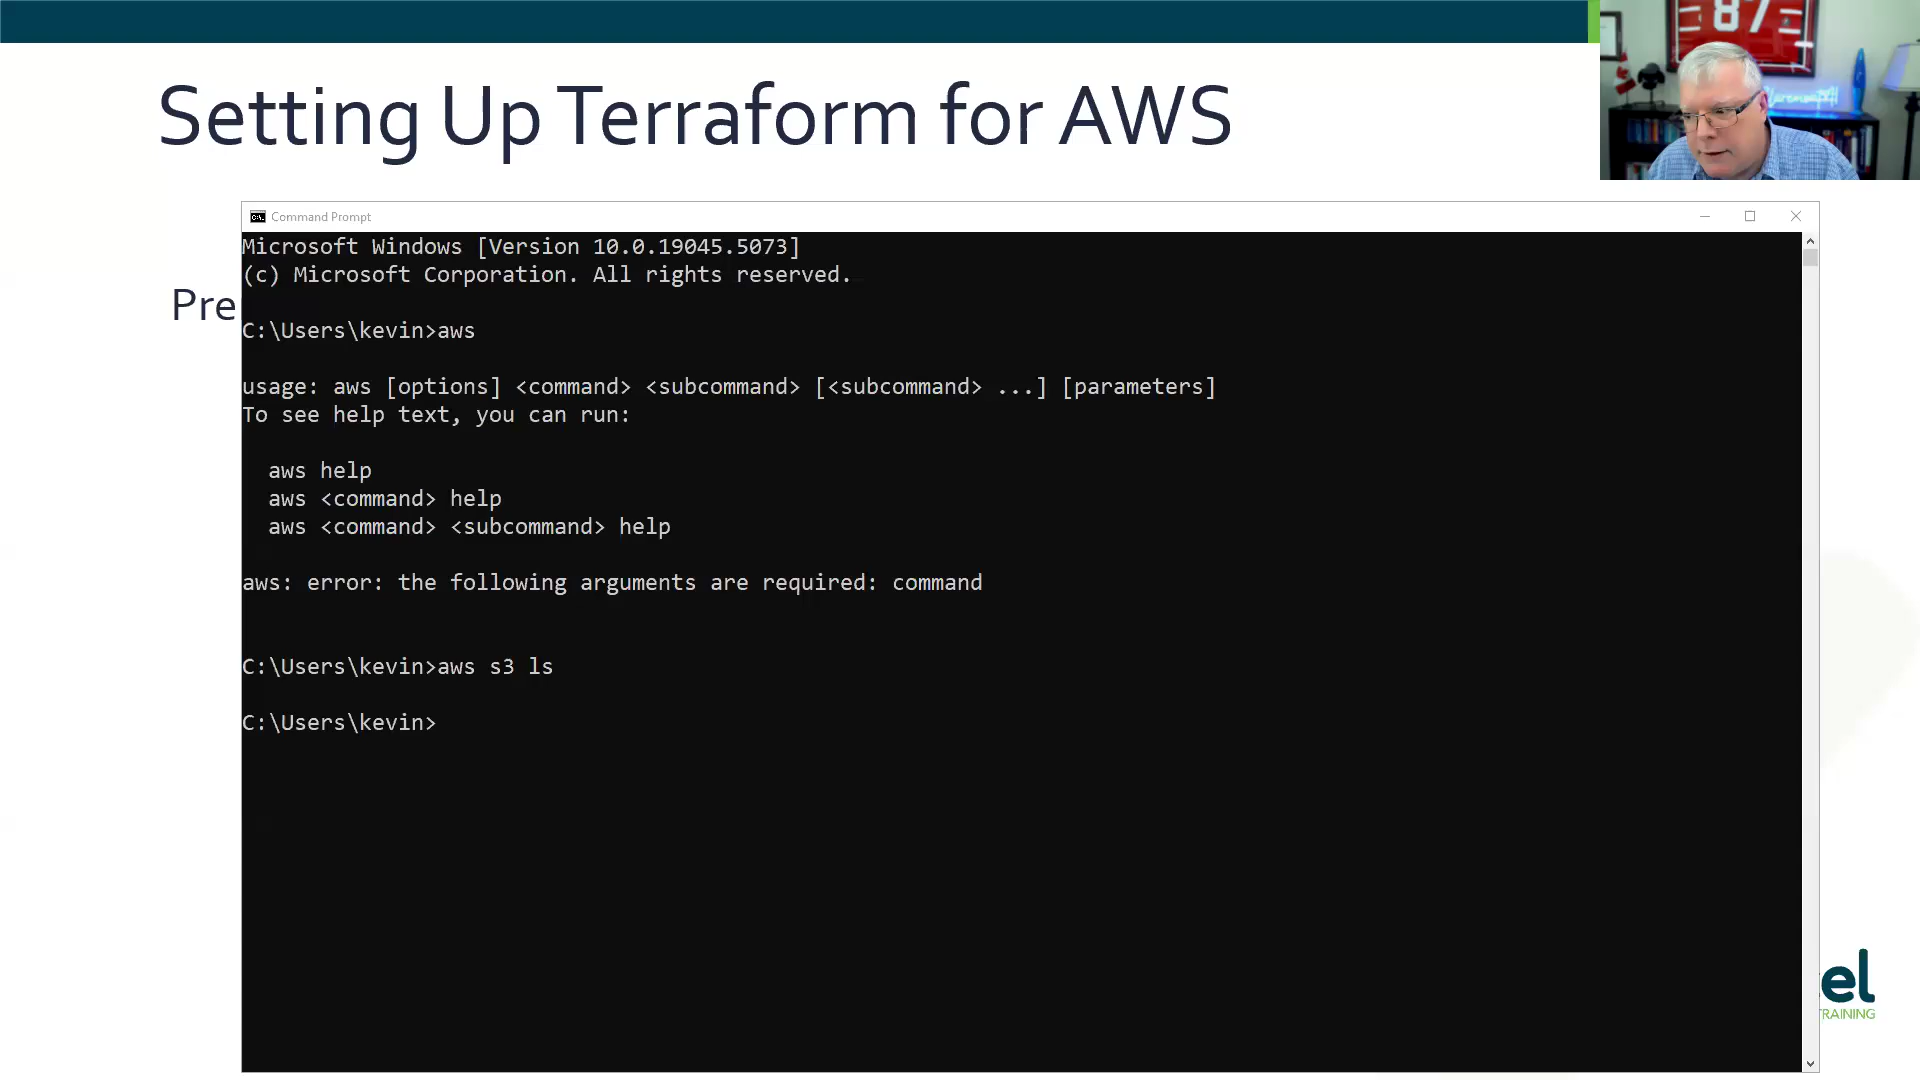 Setting Up Terraform for AWS
87
Command Prompt
Microsoft Windows [Version 10.0.19045.5073]
(c) Microsoft Corporation. All rights reserved.
Pre
C:\Users\kevin>aws
usage: aws [options] <command> <subcommand> [<subcommand> ...] [parameters]
To see help text, you can run:
aws help
aws <command> help
aws <command> <subcommand> help
aws: error: the following arguments are required: command
C:\Users\kevin>aws s3 ls
C:\Users\kevin>
el
TRAINING